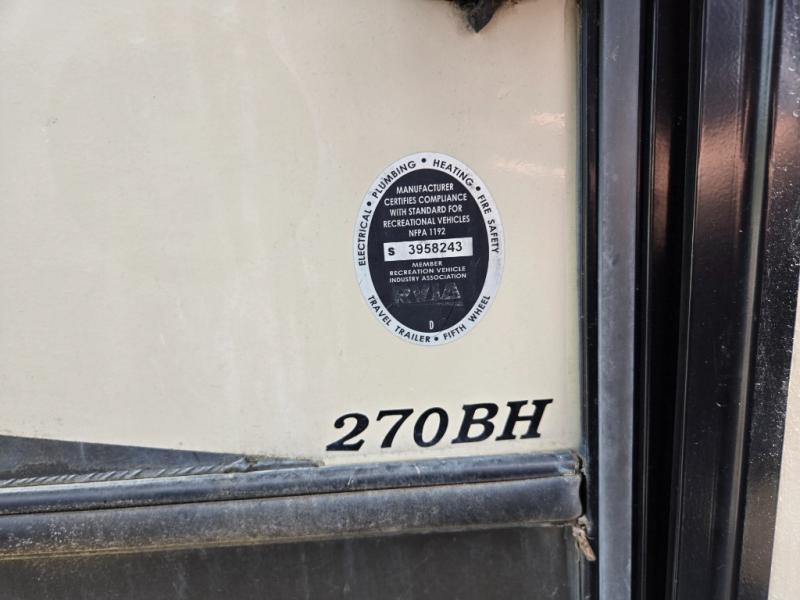 ELECTRICAL • PLUMBING • HEATING • FIRE SAFETY
MANUFACTURER
CERTIFIES COMPLIANCE
WITH STANDARD FOR
RECREATIONAL VEHICLES
NFPA 1192
S 3958243
MEMBER
RECREATION VEHICLE
INDUSTRY ASSOCIATION
RVIA
D
TRAVEL TRAILER • FIFTH WHEEL
270BH